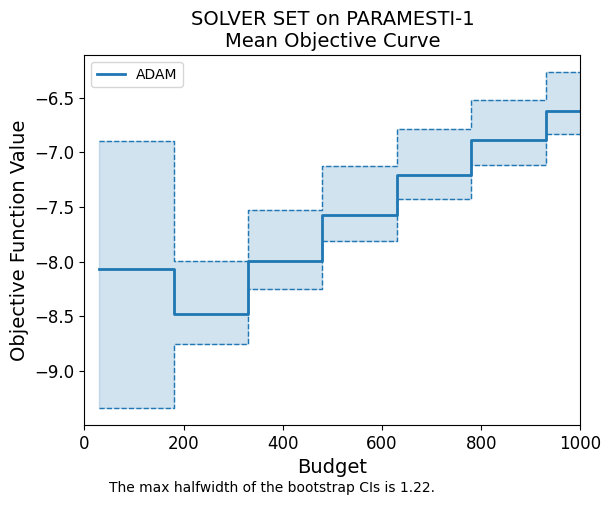 SOLVER SET on PARAMESTI-1
Mean Objective Curve
ADAM
Objective Function Value
−6.5
−7.0
−7.5
−8.0
−8.5
−9.0
0 200 400 600 800 1000
Budget
The max halfwidth of the bootstrap CIs is 1.22.